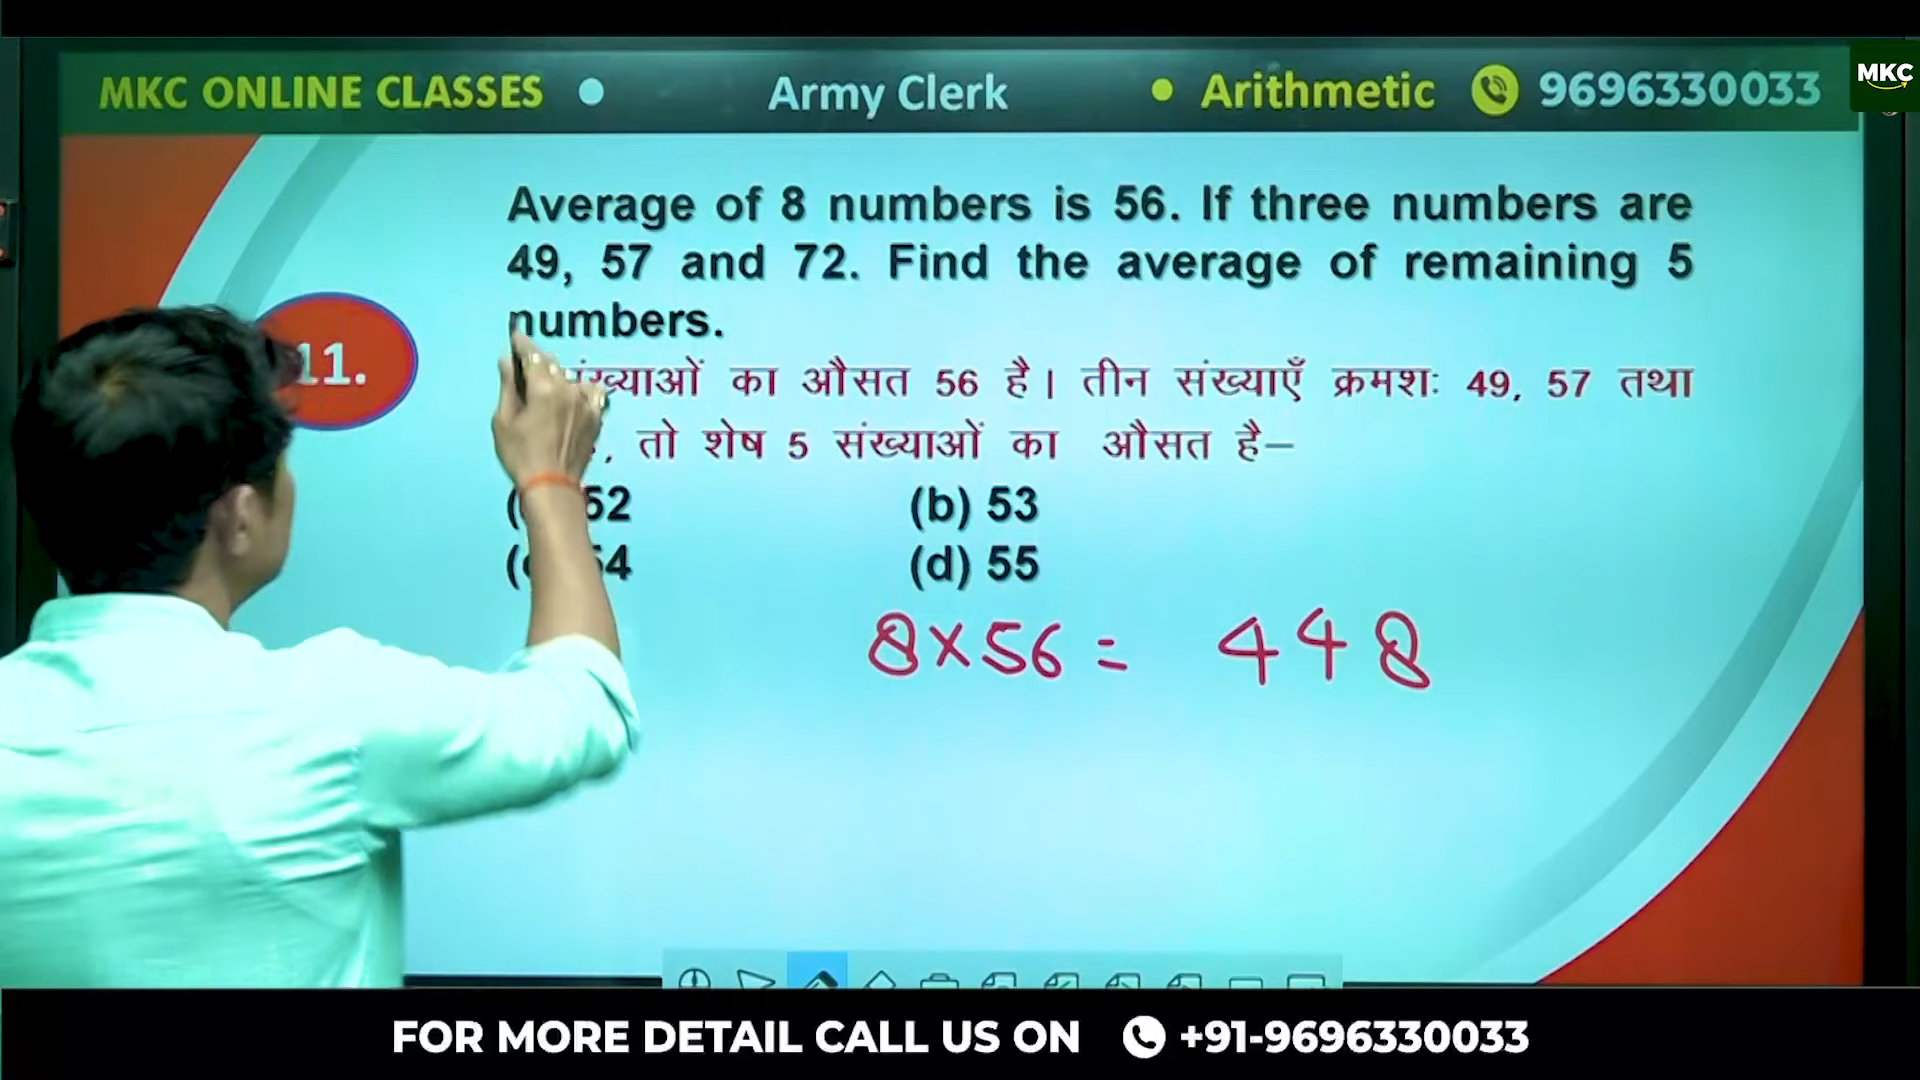 MKC ONLINE CLASSES • Army Clerk • Arithmetic 9696330033
MKC
Average of 8 numbers is 56. If three numbers are
49, 57 and 72. Find the average of remaining 5
numbers.
11.
संख्याओं का औसत 56 है। तीन संख्याएँ क्रमशः 49, 57 तथा
, तो शेष 5 संख्याओं का औसत है–
52 (b) 53
54 (d) 55
8×56 = 448
FOR MORE DETAIL CALL US ON +91-9696330033